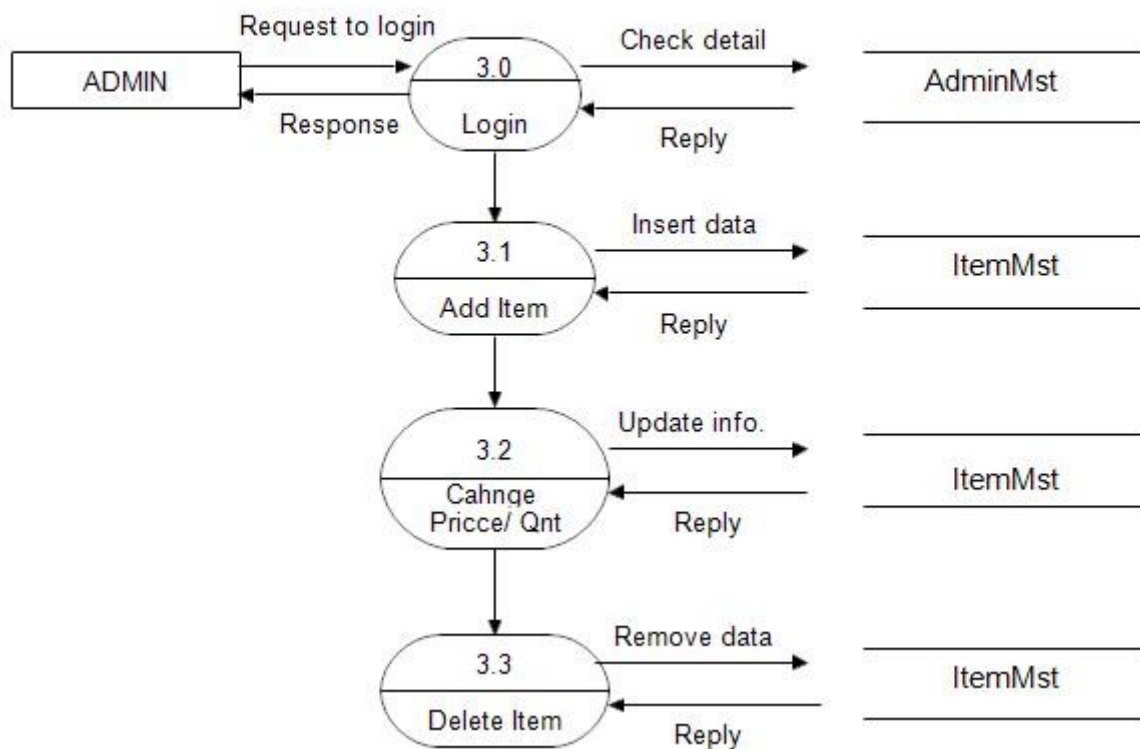 Request to login
ADMIN
Response
3.0
Login
Check detail
Reply
AdminMst
3.1
Add Item
Insert data
Reply
ItemMst
3.2
Cahnge
Pricce/ Qnt
Update info.
Reply
ItemMst
3.3
Delete Item
Remove data
Reply
ItemMst